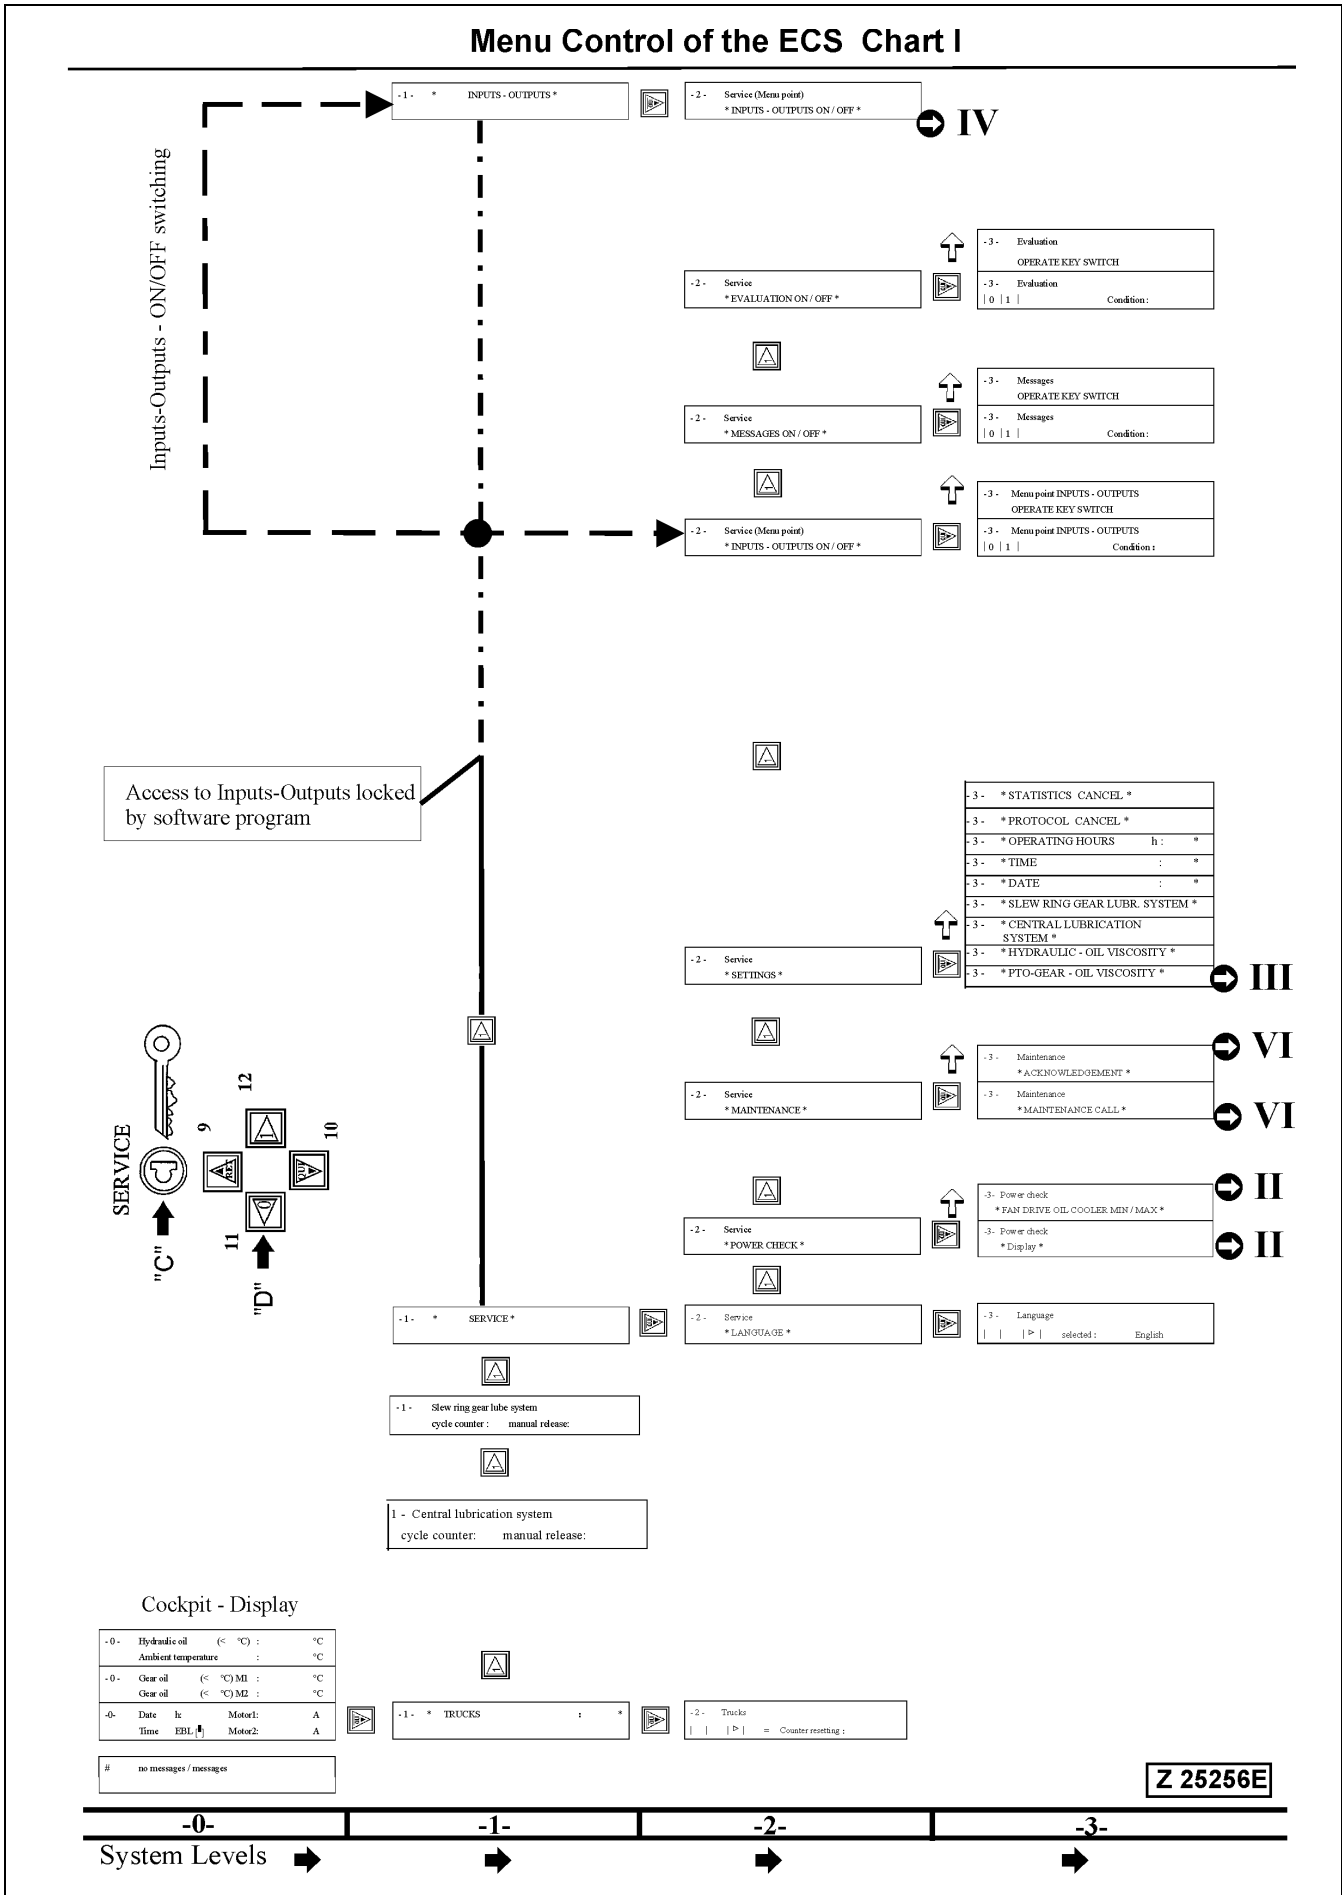 Menu Control of the ECS Chart I
-1- * INPUTS - OUTPUTS *
-2- Service (Menu point)
* INPUTS - OUTPUTS ON / OFF *
IV
Inputs-Outputs - ON/OFF switching
-3- Evaluation
OPERATE KEY SWITCH
-2- Service
* EVALUATION ON / OFF *
-3- Evaluation
| 0 | 1 | Condition :
-3- Messages
OPERATE KEY SWITCH
-2- Service
* MESSAGES ON / OFF *
-3- Messages
| 0 | 1 | Condition :
-3- Menu point INPUTS - OUTPUTS
OPERATE KEY SWITCH
-2- Service (Menu point)
* INPUTS - OUTPUTS ON / OFF *
-3- Menu point INPUTS - OUTPUTS
| 0 | 1 | Condition :
Access to Inputs-Outputs locked
by software program
-3- * STATISTICS CANCEL *
-3- * PROTOCOL CANCEL *
-3- * OPERATING HOURS h : *
-3- * TIME : *
-3- * DATE : *
-3- * SLEW RING GEAR LUBR. SYSTEM *
-3- * CENTRAL LUBRICATION
SYSTEM *
-3- * HYDRAULIC - OIL VISCOSITY *
-3- * PTO-GEAR - OIL VISCOSITY *
III
-2- Service
* SETTINGS *
-3- Maintenance
* ACKNOWLEDGEMENT *
VI
-2- Service
* MAINTENANCE *
-3- Maintenance
* MAINTENANCE CALL *
VI
SERVICE
"C"
"D"
9
RET
12
1
11
0
10
QUIT
-3- Power check
* FAN DRIVE OIL COOLER MIN / MAX *
II
-2- Service
* POWER CHECK *
-3- Power check
* Display *
II
-1- * SERVICE *
-2- Service
* LANGUAGE *
-3- Language
| | |▷| selected : English
-1- Slew ring gear lube system
cycle counter : manual release:
1 - Central lubrication system
cycle counter: manual release:
Cockpit - Display
-0- Hydraulic oil (< °C) : °C
Ambient temperature : °C
-0- Gear oil (< °C) M1 : °C
Gear oil (< °C) M2 : °C
-0- Date h: Motor1: A
Time EBL [▮] Motor2: A
-1- * TRUCKS : *
-2- Trucks
| | |▷| = Counter resetting :
# no messages / messages
Z 25256E
-0- -1- -2- -3-
System Levels